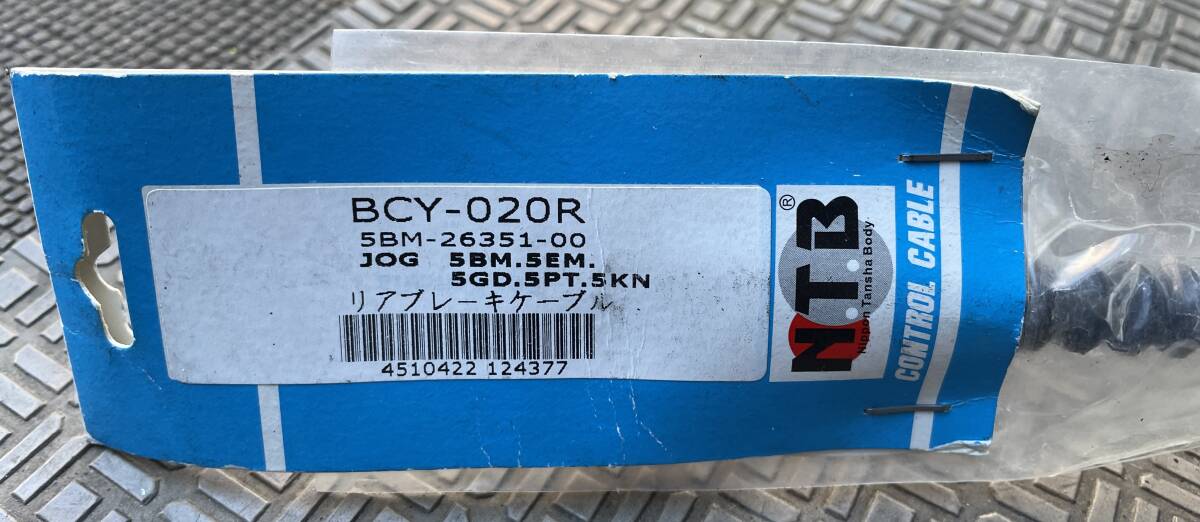 BCY-020R
5BM-26351-00
JOG 5BM.5EM.
5GD.5PT.5KN
リアブレーキケーブル
4510422 124377
N.T.B
®
Nippon Tansha Body
CONTROL CABLE